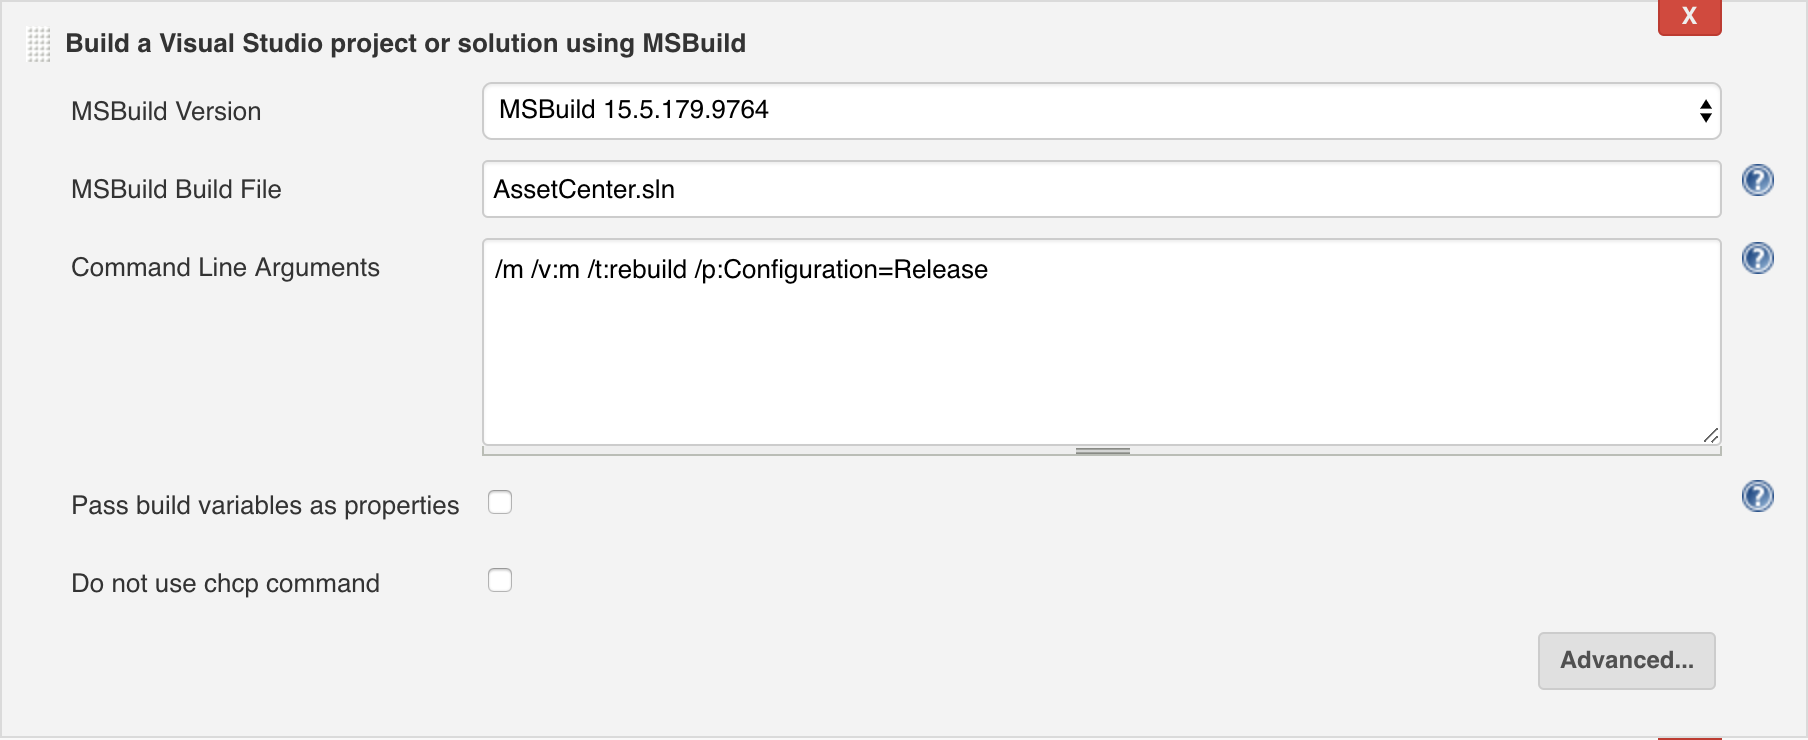 X
Build a Visual Studio project or solution using MSBuild
MSBuild Version
MSBuild 15.5.179.9764
MSBuild Build File
AssetCenter.sln
?
Command Line Arguments
/m /v:m /t:rebuild /p:Configuration=Release
?
Pass build variables as properties
?
Do not use chcp command
Advanced...